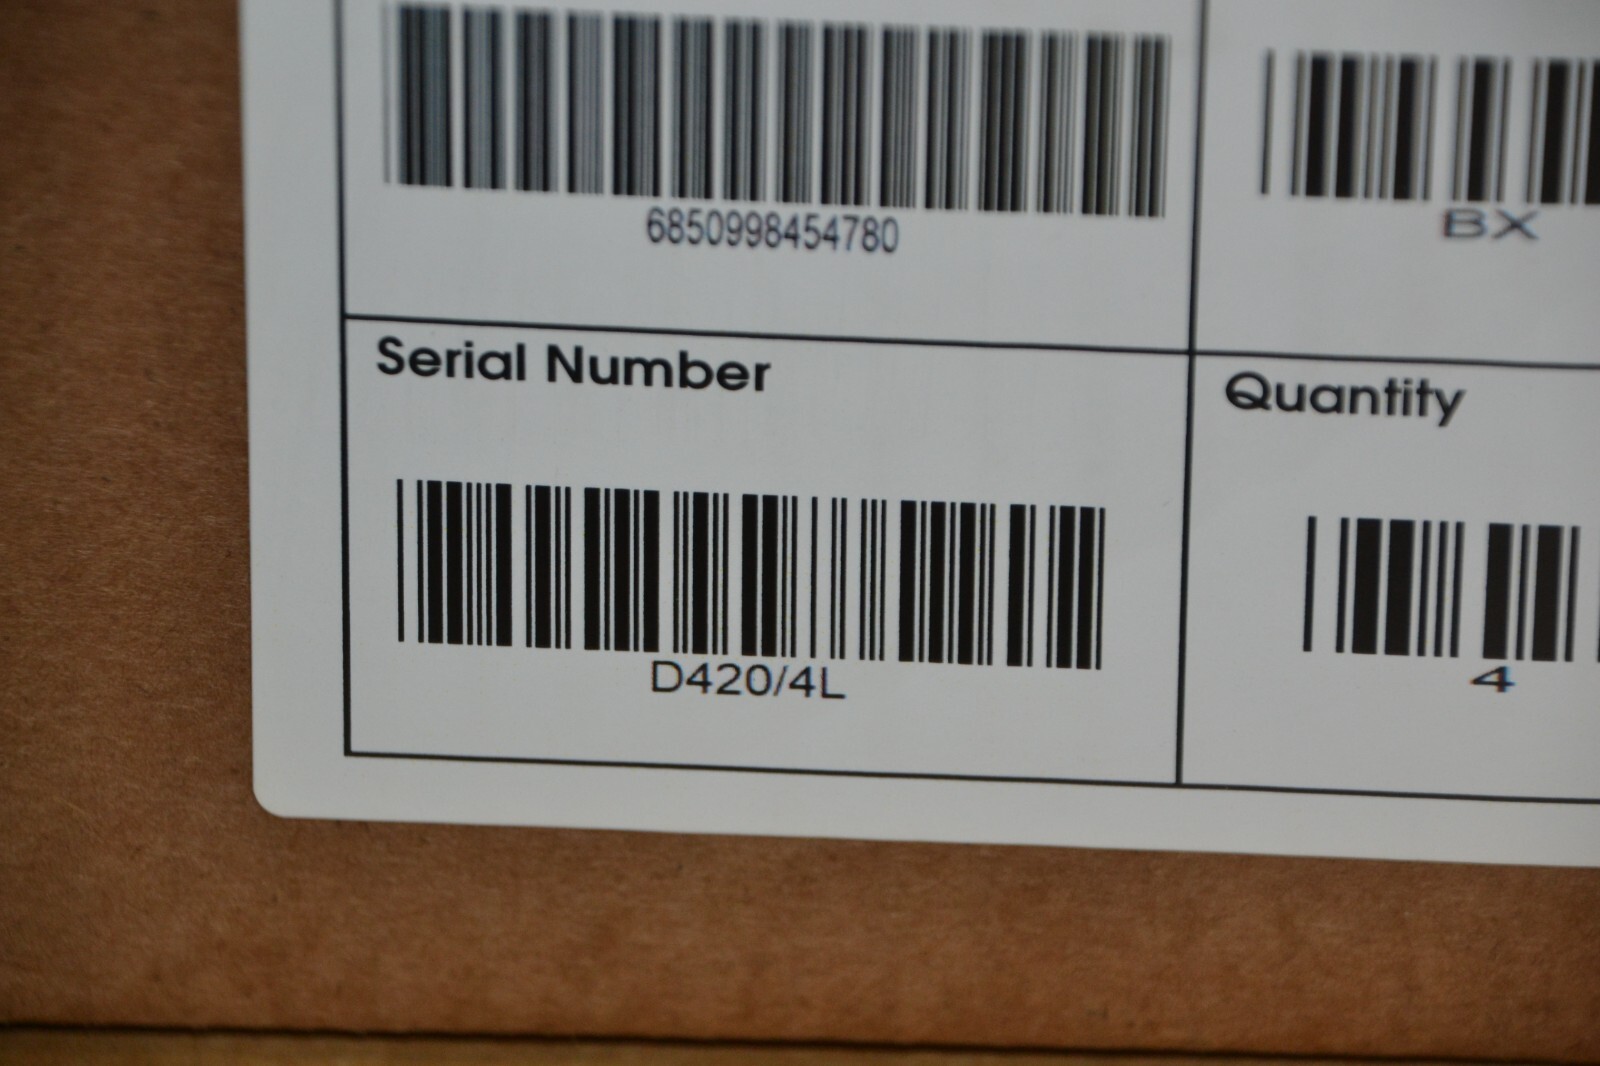 6850998454780
BX
Serial Number
Quantity
D420/4L
4